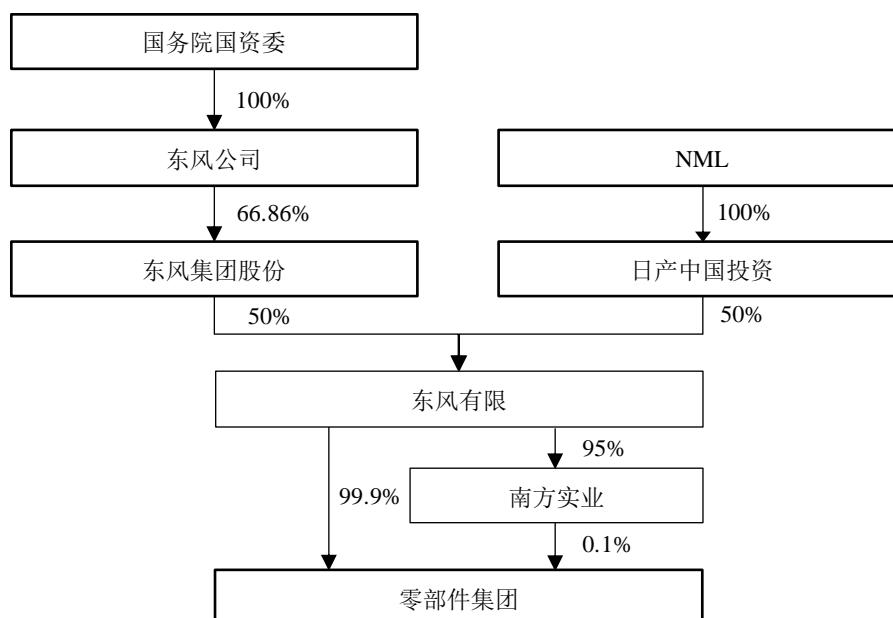 国务院国资委
100%
东风公司
NML
66.86%
100%
东风集团股份
日产中国投资
50%
50%
东风有限
95%
99.9%
南方实业
0.1%
零部件集团